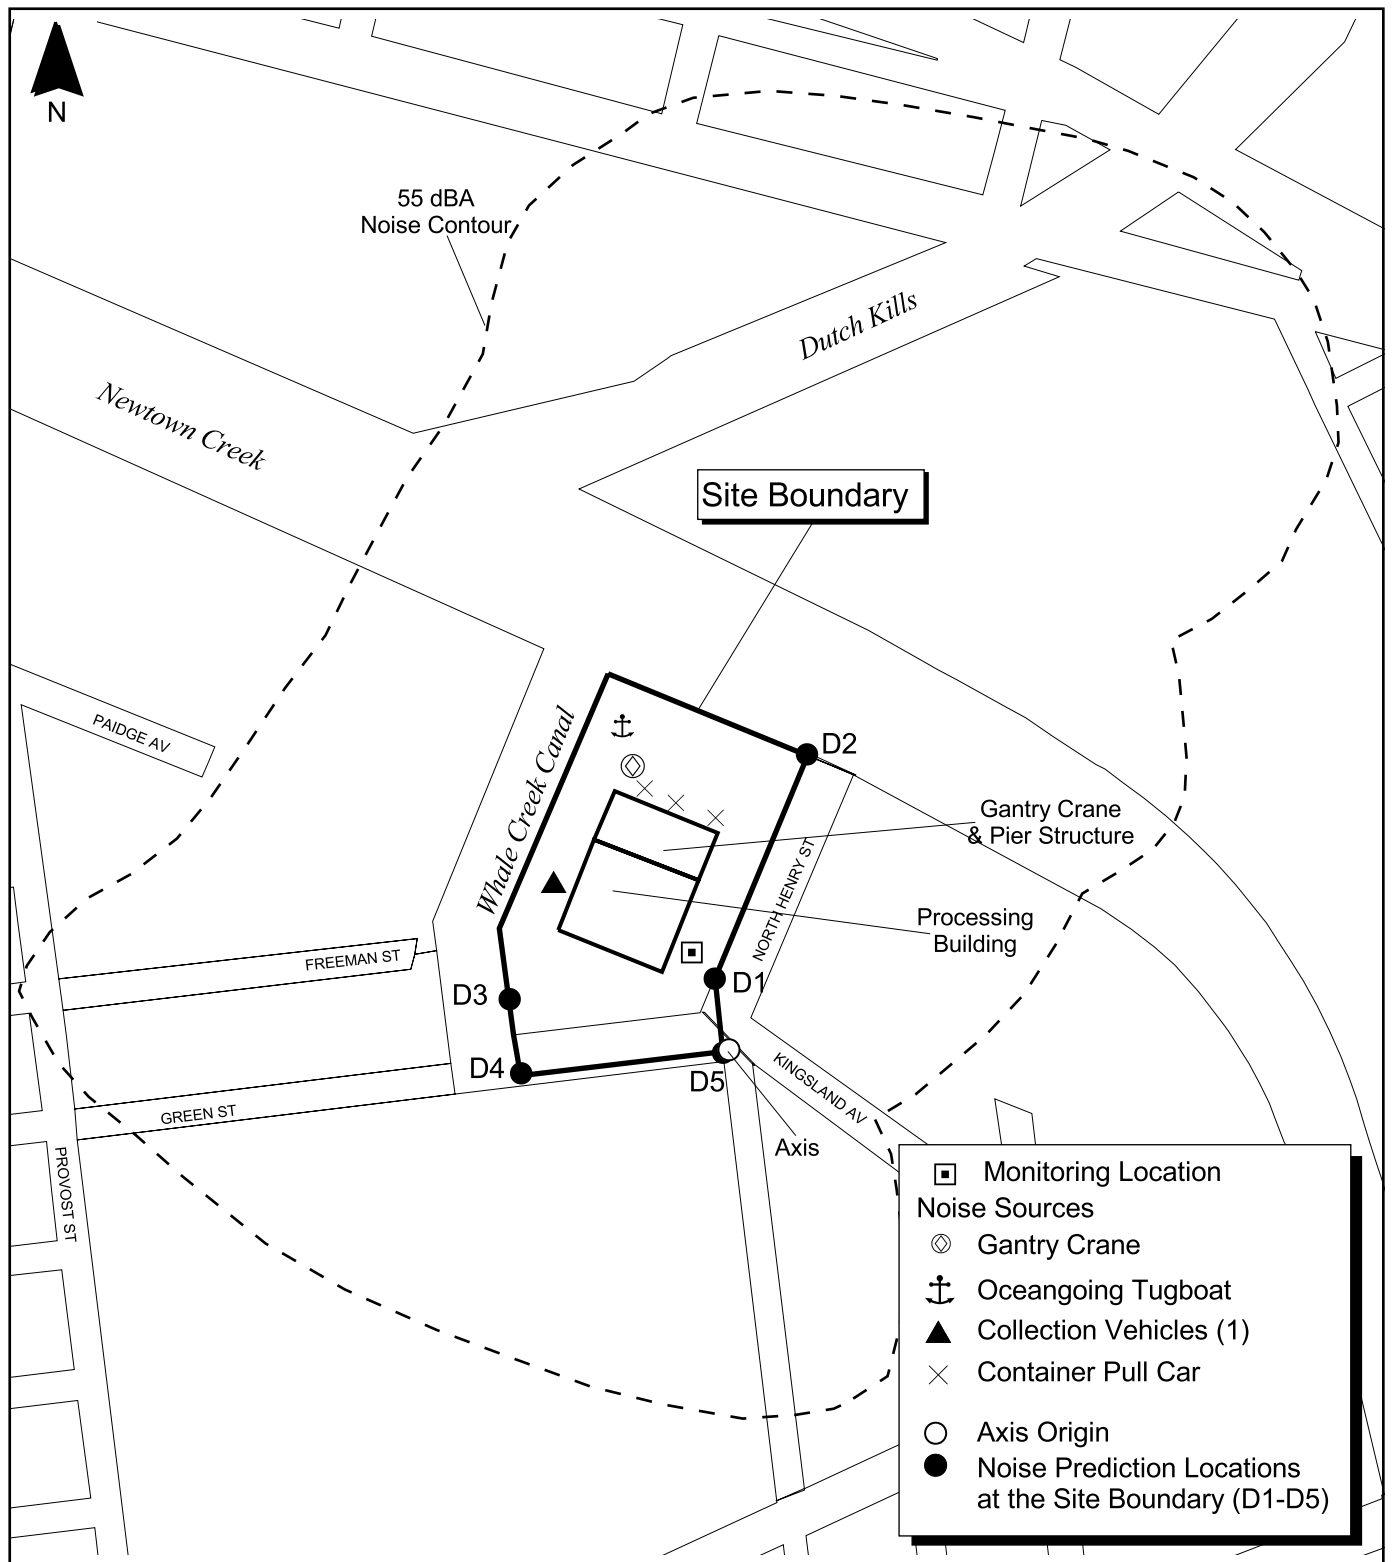 N
55 dBA
Noise Contour
Dutch Kills
Newtown Creek
Site Boundary
PAIDGE AV
Whale Creek Canal
D2
Gantry Crane
& Pier Structure
NORTH HENRY ST
Processing
Building
FREEMAN ST
D3
D1
D4
D5
KINGSLAND AV
GREEN ST
Axis
PROVOST ST
Monitoring Location
Noise Sources
Gantry Crane
Oceangoing Tugboat
Collection Vehicles (1)
Container Pull Car
Axis Origin
Noise Prediction Locations
at the Site Boundary (D1-D5)